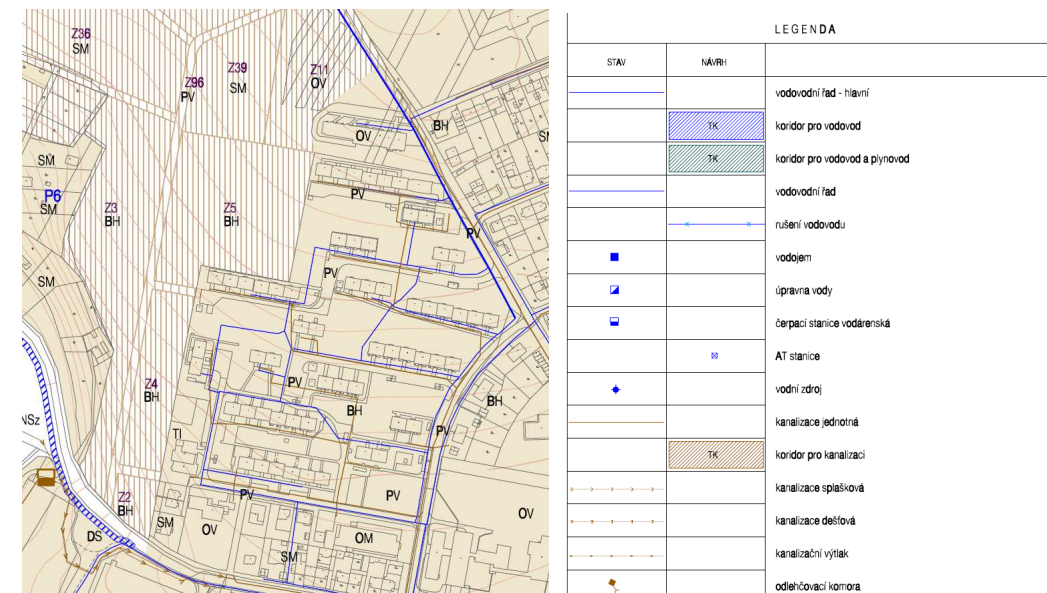 Z36
SM
Z39
SM
Z96
PV
Z11
OV
OV
BH
SM
P6
SM
PV
Z3
BH
Z5
BH
PV
SM
PV
Z4
BH
PV
BH
BH
PV
TI
NSz
PV
PV
Z2
BH
SM
OV
OV
DS
OM
SM
LEGENDA
STAV
NÁVRH
vodovodní řad - hlavní
TK
koridor pro vodovod
TK
koridor pro vodovod a plynovod
vodovodní řad
rušení vodovodu
vodojem
úpravna vody
čerpací stanice vodárenská
AT stanice
vodní zdroj
kanalizace jednotná
TK
koridor pro kanalizaci
kanalizace splašková
kanalizace dešťová
kanalizační výtlak
odlehčovací komora